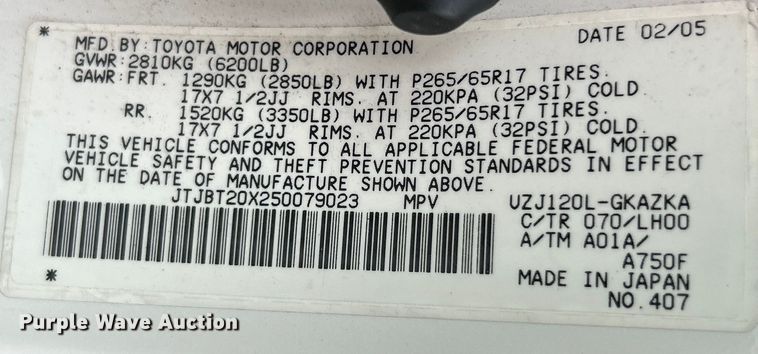 * MFD.BY:TOYOTA MOTOR CORPORATION DATE 02/05
GVWR:2810KG (6200LB)
GAWR:FRT. 1290KG (2850LB) WITH P265/65R17 TIRES.
17X7 1/2JJ RIMS. AT 220KPA (32PSI) COLD.
RR. 1520KG (3350LB) WITH P265/65R17 TIRES.
17X7 1/2JJ RIMS. AT 220KPA (32PSI) COLD.
THIS VEHICLE CONFORMS TO ALL APPLICABLE FEDERAL MOTOR
VEHICLE SAFETY AND THEFT PREVENTION STANDARDS IN EFFECT
ON THE DATE OF MANUFACTURE SHOWN ABOVE.
JTJBT20X250079023 MPV UZJ120L-GKAZKA
C/TR 070/LH00
A/TM A01A/
A750F
* MADE IN JAPAN
NO.407
Purple Wave Auction